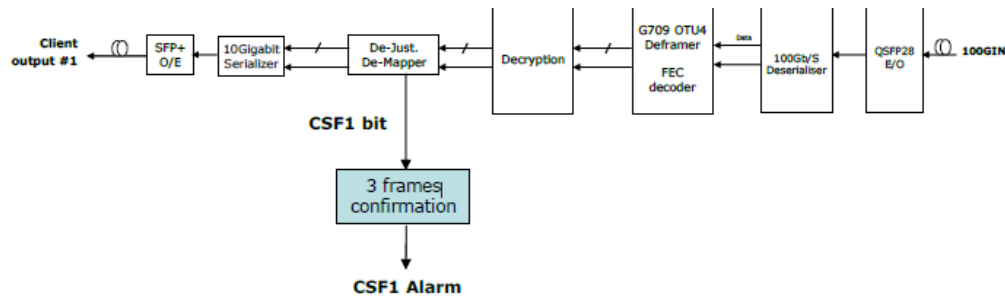 Client
output #1
SFP+
O/E
10Gigabit
Serializer
De-Just.
De-Mapper
Decryption
G709 OTU4
Deframer
FEC
decoder
Data
100Gb/S
Deserialiser
QSFP28
E/O
100GIN
CSF1 bit
3 frames
confirmation
CSF1 Alarm